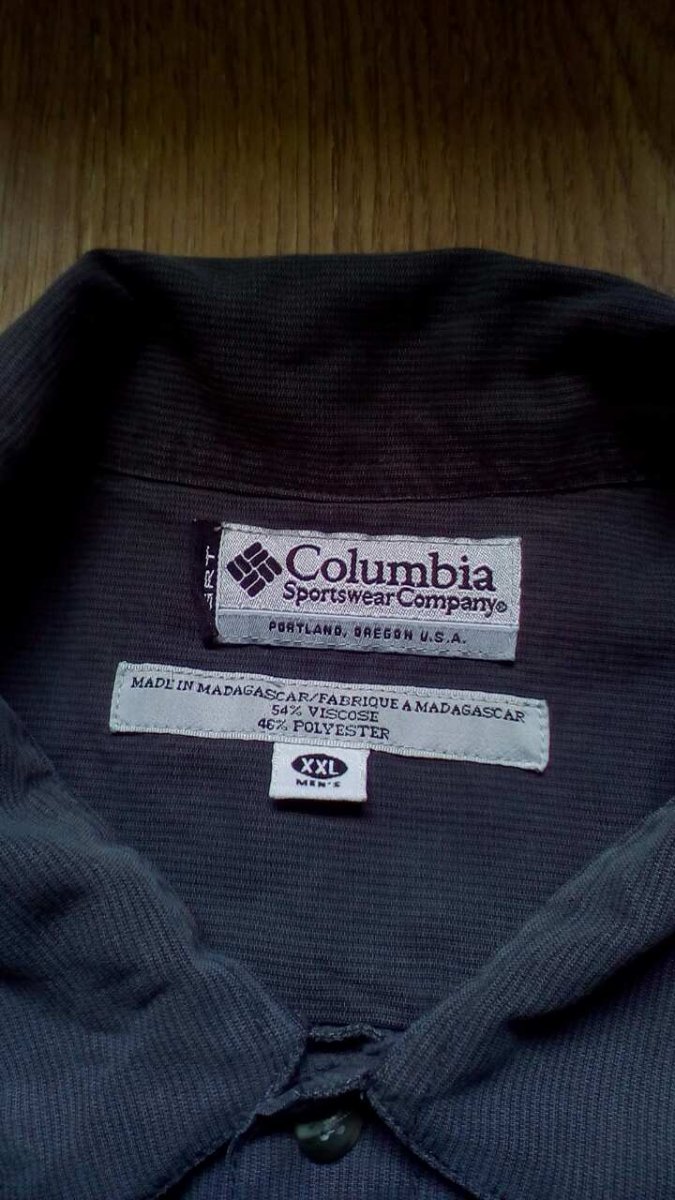 Columbia
Sportswear Company®
PORTLAND, OREGON U.S.A.
MADE IN MADAGASCAR/FABRIQUE A MADAGASCAR
54% VISCOSE
46% POLYESTER
XXL
MEN'S